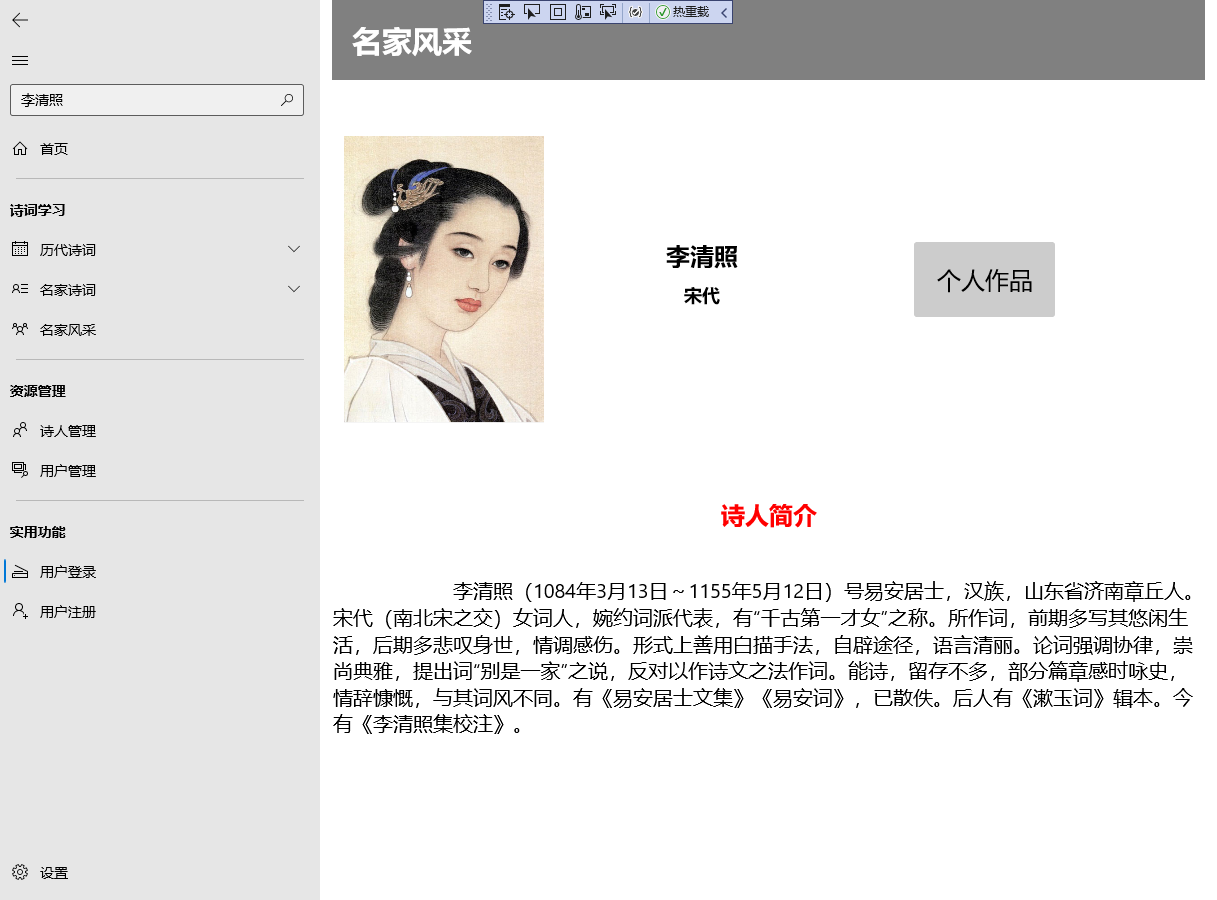 热重载
名家风采
李清照
首页
诗词学习
历代诗词
名家诗词
名家风采
资源管理
诗人管理
用户管理
实用功能
用户登录
用户注册
设置
李清照
宋代
个人作品
诗人简介
李清照（1084年3月13日～1155年5月12日）号易安居士，汉族，山东省济南章丘人。
宋代（南北宋之交）女词人，婉约词派代表，有“千古第一才女”之称。所作词，前期多写其悠闲生
活，后期多悲叹身世，情调感伤。形式上善用白描手法，自辟途径，语言清丽。论词强调协律，崇
尚典雅，提出词“别是一家”之说，反对以作诗文之法作词。能诗，留存不多，部分篇章感时咏史，
情辞慷慨，与其词风不同。有《易安居士文集》《易安词》，已散佚。后人有《漱玉词》辑本。今
有《李清照集校注》。